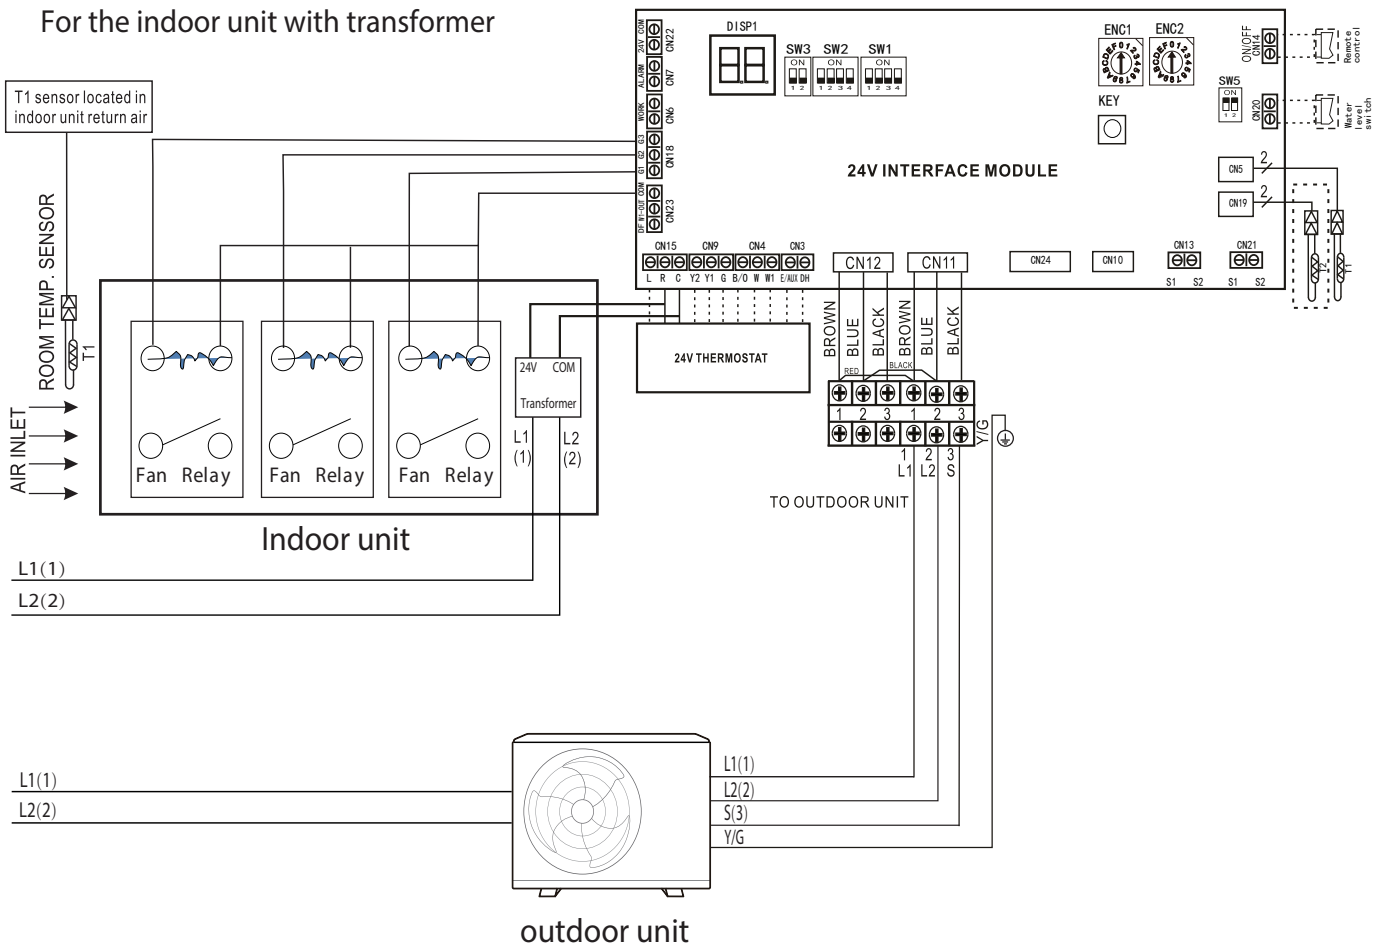 For the indoor unit with transformer
T1 sensor located in
indoor unit return air
ROOM TEMP. SENSOR
T1
AIR INLET
Fan Relay
Fan Relay
Fan Relay
24V COM
Transformer
L1
(1)
L2
(2)
Indoor unit
L1(1)
L2(2)
24V COM
CN22
ALARM
CN7
WORK
CN6
G3
G2
G1
CN18
COM
W1-OUT
DF
CN23
DISP1
SW3 SW2 SW1
ON ON ON
1 2 1 2 3 4 1 2 3 4
ENC1 ENC2
0123456789ABCDEF
0123456789ABCDEF
KEY
ON/OFF
CN14
Remote
control
SW5
ON
1 2
CN20
Water
level
switch
24V INTERFACE MODULE
CN5
2
CN19
2
T2
T1
CN15 CN9 CN4 CN3
L R C Y2 Y1 G B/O W W1 E/AUX DH
CN12 CN11
CN24
CN10
CN13
S1 S2
CN21
S1 S2
24V THERMOSTAT
BROWN
BLUE
BLACK
BROWN
BLUE
BLACK
RED
BLACK
1 2 3 1 2 3
1 2 3
L1 L2 S
Y/G
TO OUTDOOR UNIT
L1(1)
L2(2)
L1(1)
L2(2)
S(3)
Y/G
outdoor unit